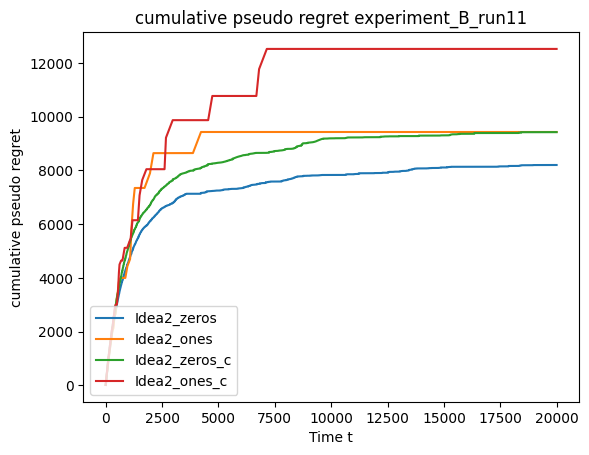 cumulative pseudo regret experiment_B_run11
cumulative pseudo regret
12000
10000
8000
6000
4000
2000
0
Idea2_zeros
Idea2_ones
Idea2_zeros_c
Idea2_ones_c
0
2500
5000
7500
10000
12500
15000
17500
20000
Time t